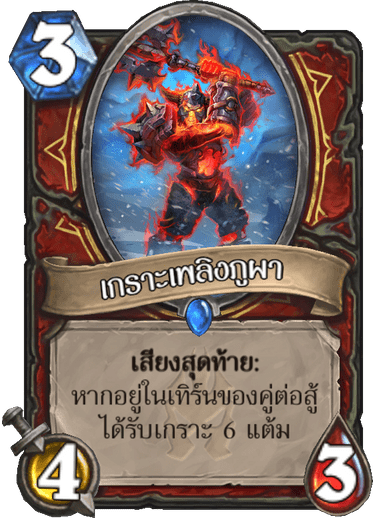 3
เกราะเพลิงภูผา
เสียงสุดท้าย:
หากอยู่ในเทิร์นของคู่ต่อสู้
ได้รับเกราะ 6 แต้ม
4
3